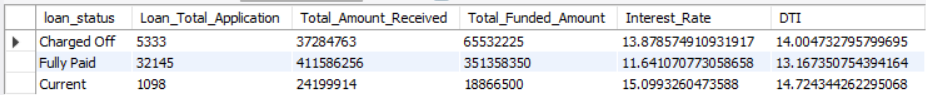 loan_status Loan_Total_Application Total_Amount_Received Total_Funded_Amount Interest_Rate DTI
Charged Off 5333 37284763 65532225 13.878574910931917 14.004732795799695
Fully Paid 32145 411586256 351358350 11.641070773058658 13.167350754394164
Current 1098 24199914 18866500 15.0993260473588 14.724344262295068